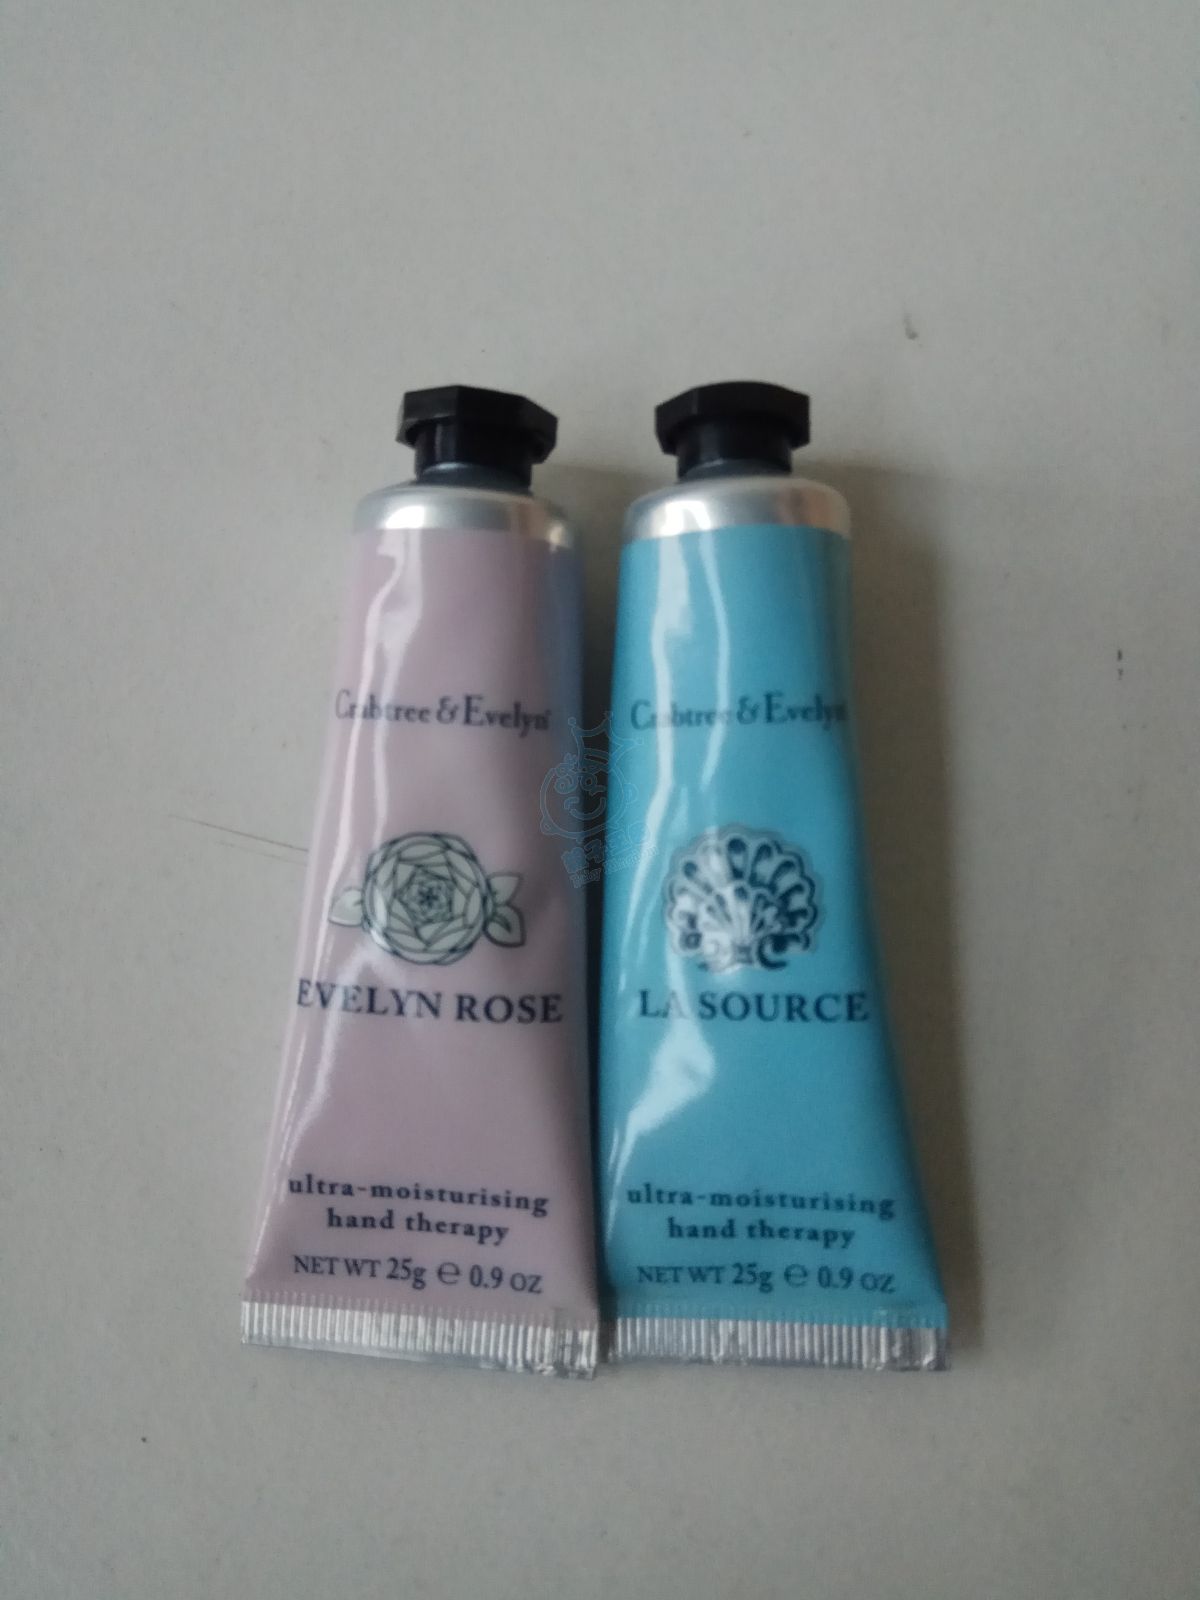 Crabtree & Evelyn®
EVELYN ROSE
ultra-moisturising
hand therapy
NET WT 25g ℮ 0.9 OZ
Crabtree & Evelyn
LA SOURCE
ultra-moisturising
hand therapy
NET WT 25g ℮ 0.9 OZ